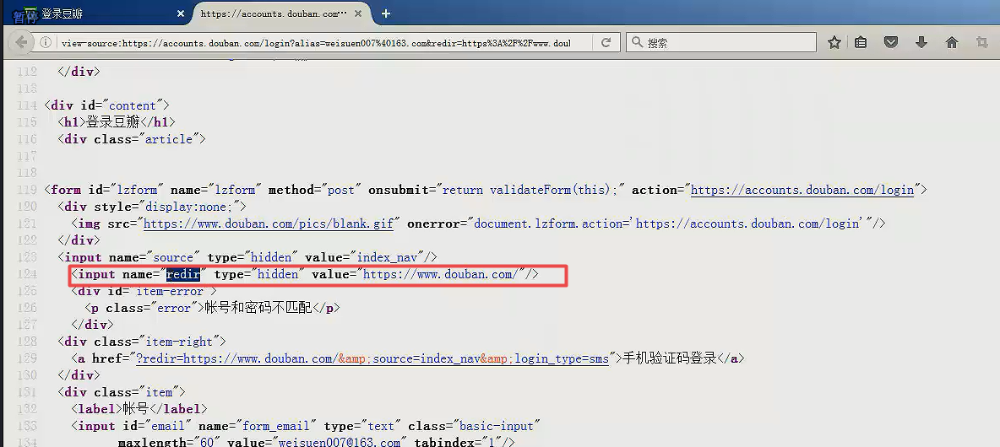 暂停 登录豆瓣 × https://accounts.douban.com… × +
view-source:https://accounts.douban.com/login?alias=weisuen007%40163.com&redir=https%3A%2F%2Fwww.dou 搜索
112 </div>
113
114 <div id="content">
115 <h1>登录豆瓣</h1>
116 <div class="article">
117
118
119 <form id="lzform" name="lzform" method="post" onsubmit="return validateForm(this);" action="https://accounts.douban.com/login">
120 <div style="display:none;">
121 <img src="https://www.douban.com/pics/blank.gif" onerror="document.lzform.action='https://accounts.douban.com/login'"/>
122 </div>
123 <input name="source" type="hidden" value="index_nav"/>
124 <input name="redir" type="hidden" value="https://www.douban.com/"/>
125 <div id="item-error">
126 <p class="error">帐号和密码不匹配</p>
127 </div>
128 <div class="item-right">
129 <a href="?redir=https://www.douban.com/&amp;source=index_nav&amp;login_type=sms">手机验证码登录</a>
130 </div>
131 <div class="item">
132 <label>帐号</label>
133 <input id="email" name="form_email" type="text" class="basic-input"
134 maxlength="60" value="weisuen007@163.com" tabindex="1"/>